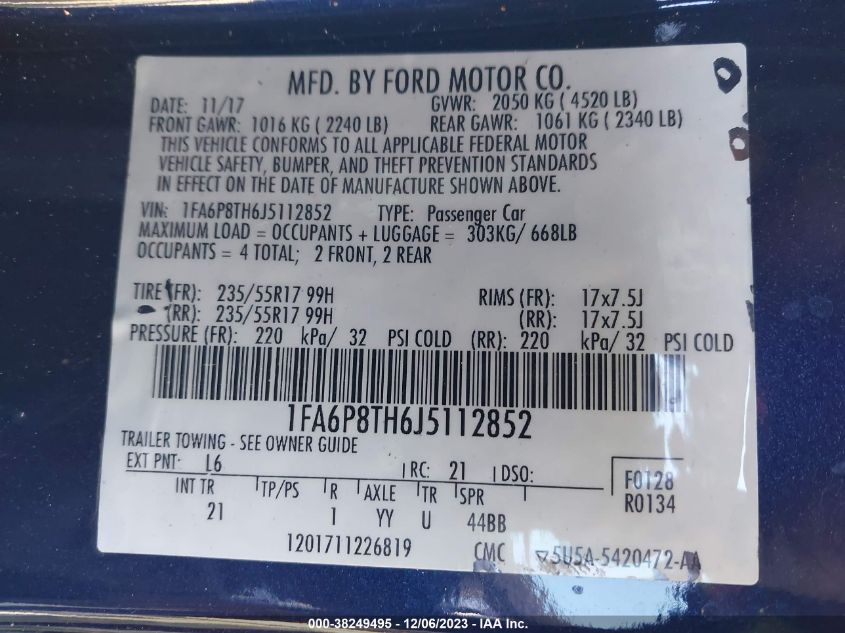 MFD. BY FORD MOTOR CO.
DATE: 11/17 GVWR: 2050 KG ( 4520 LB)
FRONT GAWR: 1016 KG ( 2240 LB) REAR GAWR: 1061 KG ( 2340 LB)
THIS VEHICLE CONFORMS TO ALL APPLICABLE FEDERAL MOTOR
VEHICLE SAFETY, BUMPER, AND THEFT PREVENTION STANDARDS
IN EFFECT ON THE DATE OF MANUFACTURE SHOWN ABOVE.
VIN: 1FA6P8TH6J5112852 TYPE: Passenger Car
MAXIMUM LOAD = OCCUPANTS + LUGGAGE = 303KG/ 668LB
OCCUPANTS = 4 TOTAL; 2 FRONT, 2 REAR
TIRE (FR): 235/55R17 99H RIMS (FR): 17x7.5J
(RR): 235/55R17 99H (RR): 17x7.5J
PRESSURE (FR): 220 kPa/ 32 PSI COLD (RR): 220 kPa/ 32 PSI COLD
1FA6P8TH6J5112852
TRAILER TOWING - SEE OWNER GUIDE
EXT PNT: L6 RC: 21 DSO: F0128
INT TR TP/PS R AXLE TR SPR R0134
21 1 YY U 44BB
1201711226819 CMC 5U5A-5420472-AA
000-38249495 - 12/06/2023 - IAA Inc.